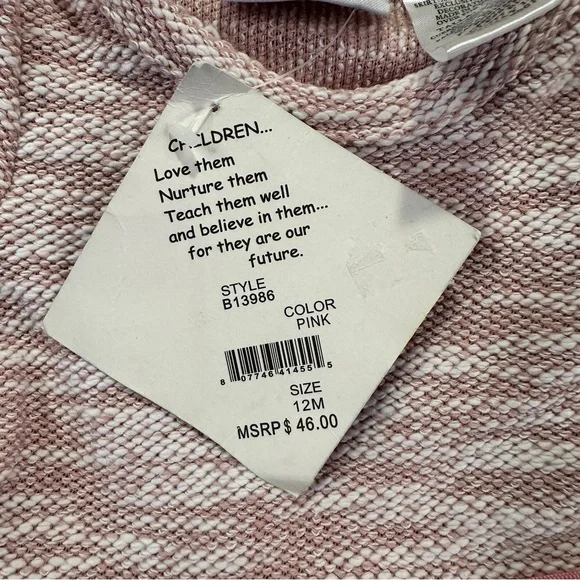 CHILDREN...
Love them
Nurture them
Teach them well
and believe in them...
for they are our
future.
STYLE
B13986
COLOR
PINK
8 07746 41455 5
SIZE
12M
MSRP $ 46.00